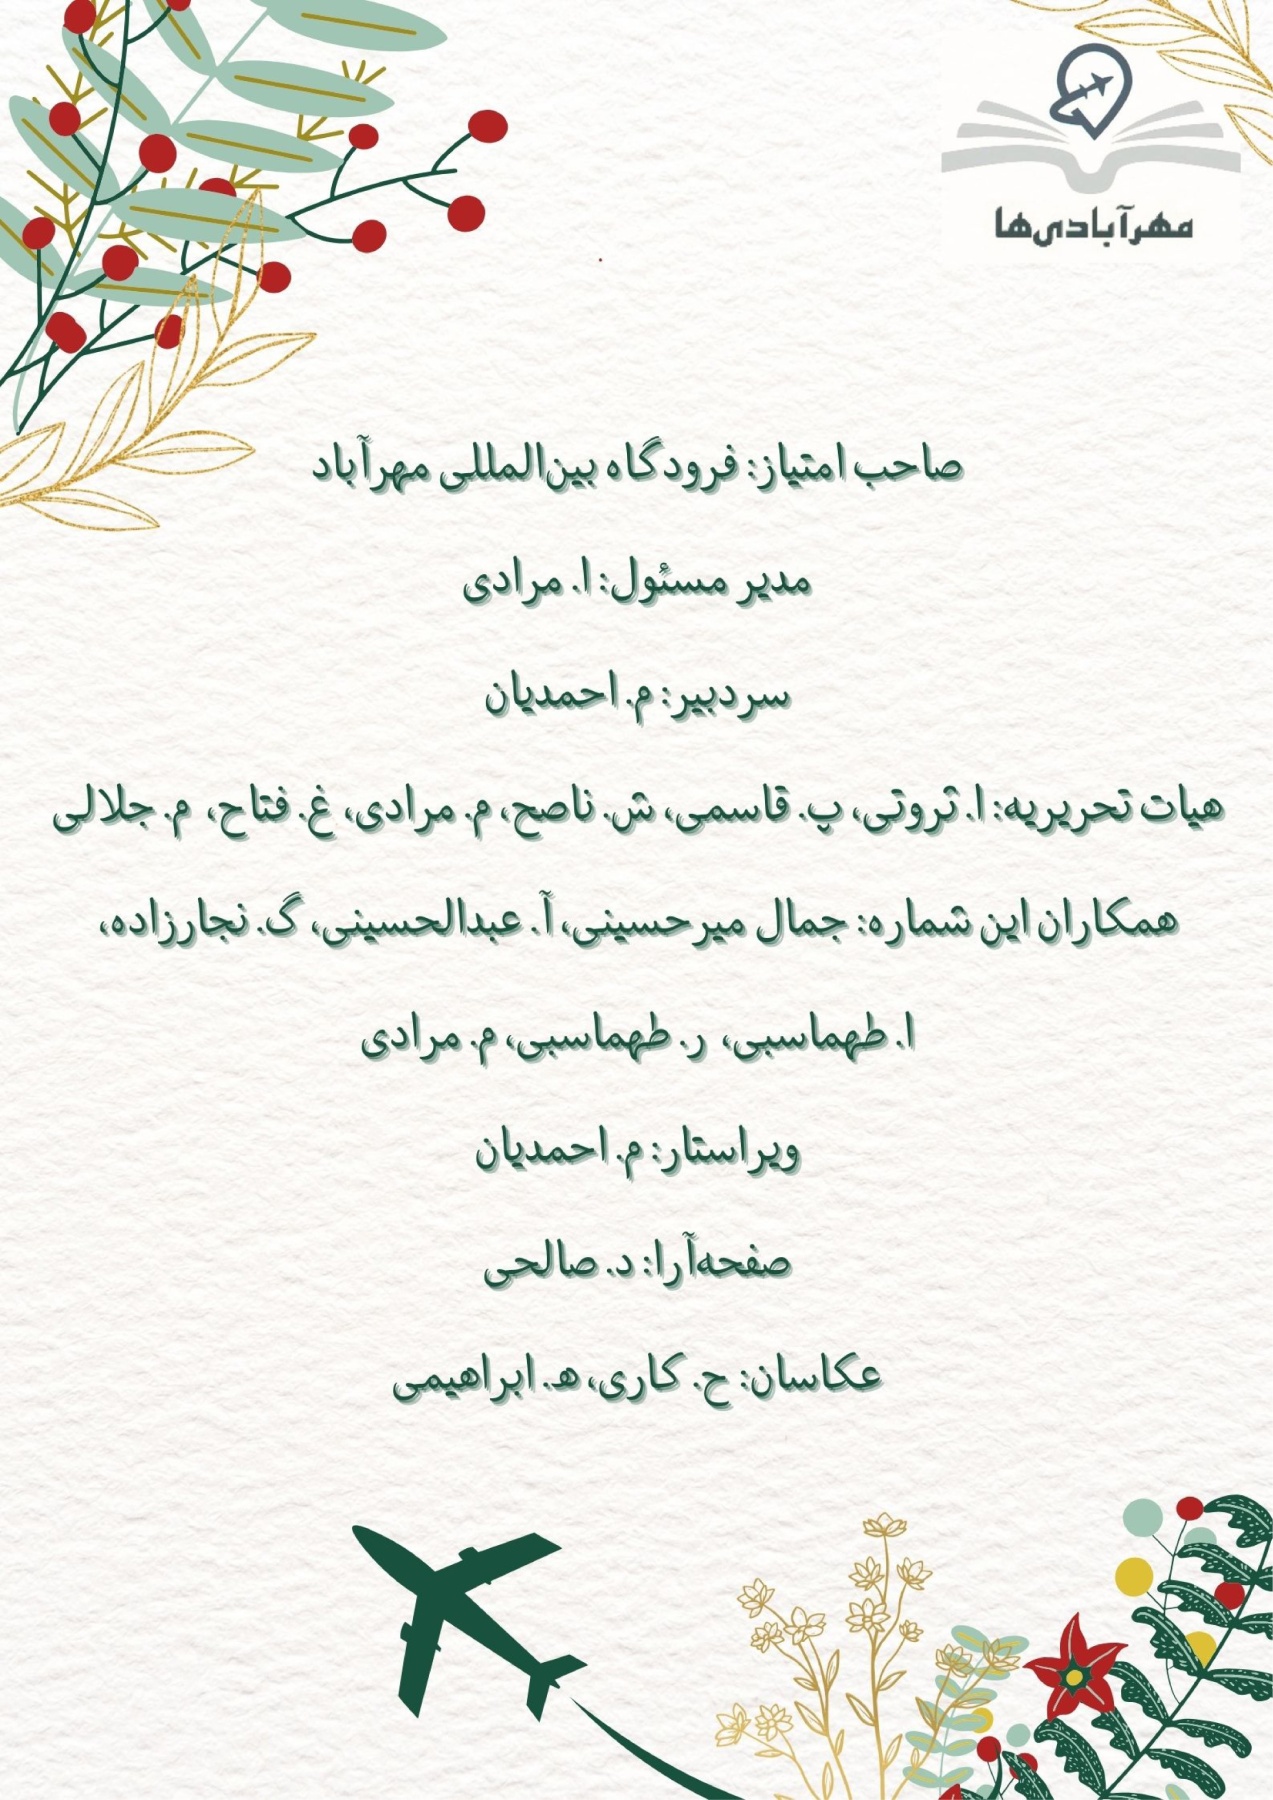 مهرآبادی‌ها
صاحب امتیاز: فرودگاه بین‌المللی مهرآباد
مدیر مسئول: ا. مرادی
سردبیر: م. احمدیان
هیات تحریریه: ا. ثروتی، پ. قاسمی، ش. ناصح، م. مرادی، غ. فتاح، م. جلالی
همکاران این شماره: جمال میرحسینی، آ. عبدالحسینی، گ. نجارزاده،
ا. طهماسبی، ر. طهماسبی، م. مرادی
ویراستار: م. احمدیان
صفحه‌آرا: د. صالحی
عکاسان: ح. کاری، ه. ابراهیمی